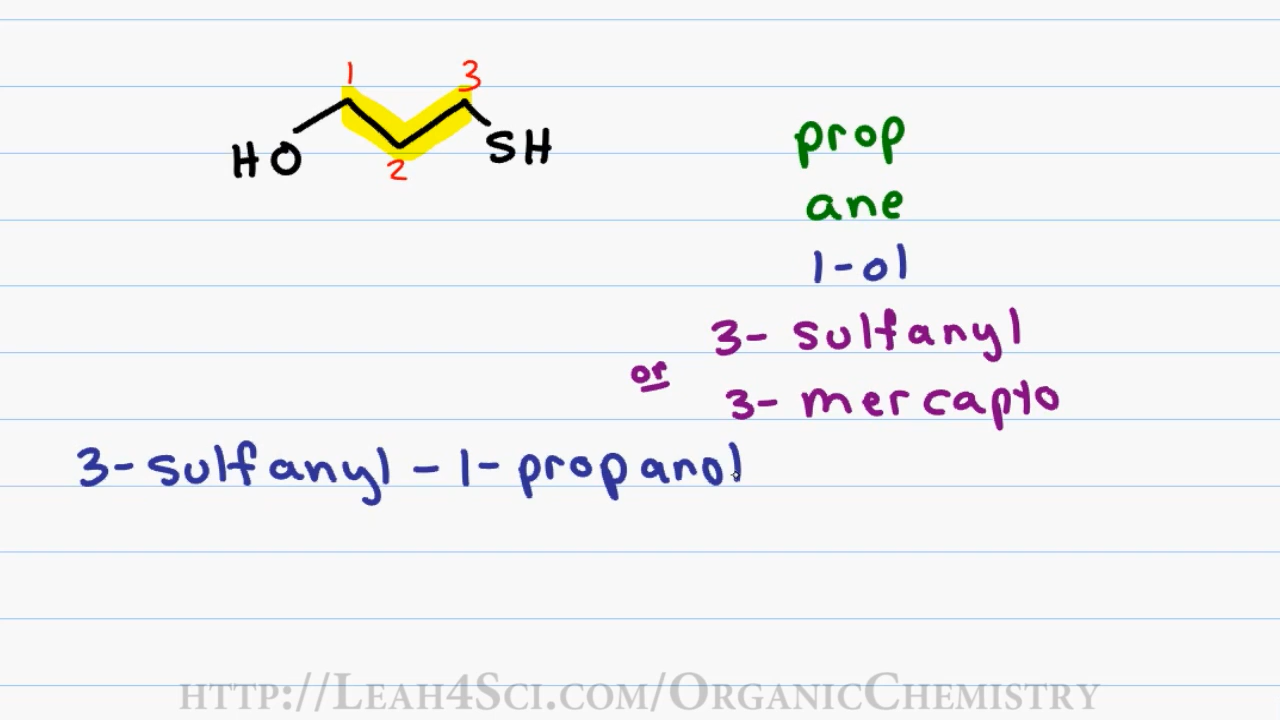 1 3
HO SH
2
prop
ane
1-ol
3- sulfanyl
or
3- mercapto
3-sulfanyl-1-propanol
http://Leah4Sci.com/OrganicChemistry